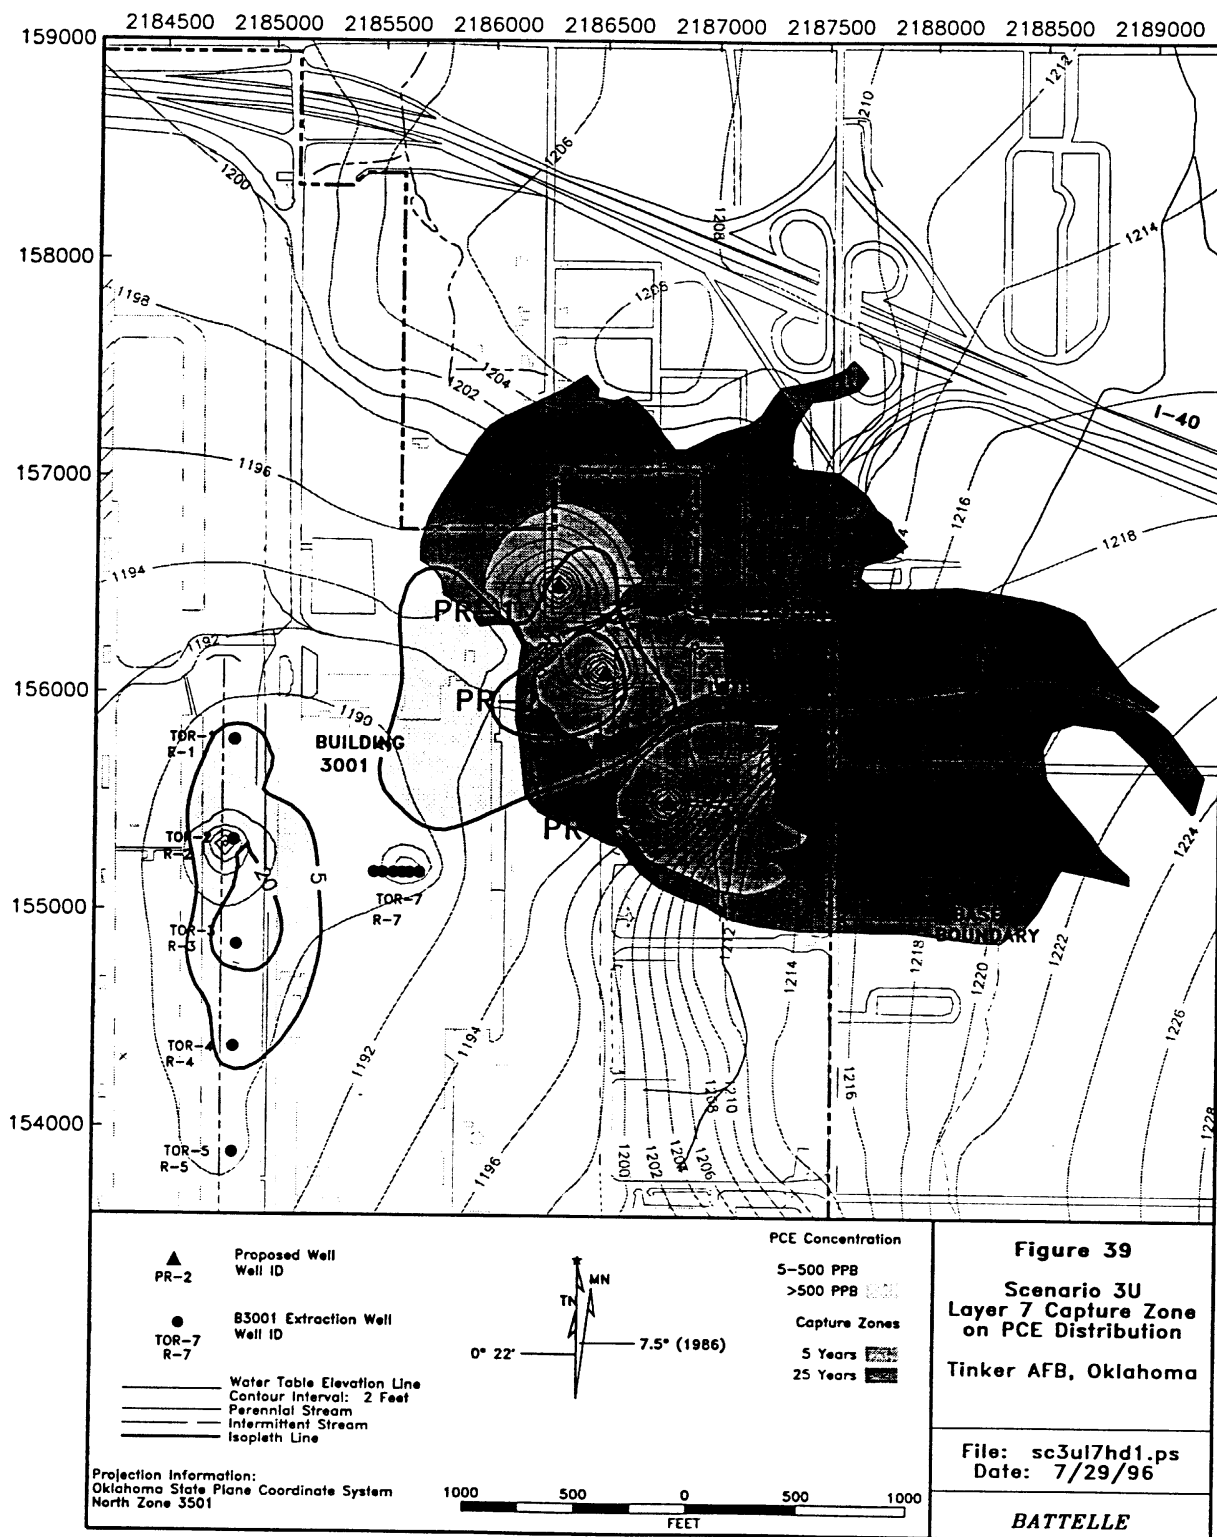 2184500 2185000 2185500 2186000 2186500 2187000 2187500 2188000 2188500 2189000
159000
158000
157000
156000
155000
154000
1200
1206
1208
1210
1212
1214
1198
1206
1204
1202
I-40
1196
1216
1218
1194
PR-1
1192
PR
1190
TOR-1
R-1
BUILDING
3001
TOR-2
R-2
PR
20
5
TOR-7
R-7
1224
TOR-3
R-3
BASE
BOUNDARY
1212
1214
1218
1220
1222
TOR-4
R-4
1192
1194
1208
1210
1216
1226
1228
TOR-5
R-5
1196
1200
1202
1204
1206
PR-2
Proposed Well
Well ID
TOR-7
R-7
B3001 Extraction Well
Well ID
Water Table Elevation Line
Contour Interval: 2 Feet
Perennial Stream
Intermittent Stream
Isopleth Line
TN
MN
0° 22'
7.5° (1986)
PCE Concentration
5-500 PPB
>500 PPB
Capture Zones
5 Years
25 Years
Projection Information:
Oklahoma State Plane Coordinate System
North Zone 3501
1000 500 0 500 1000
FEET
Figure 39
Scenario 3U
Layer 7 Capture Zone
on PCE Distribution
Tinker AFB, Oklahoma
File: sc3ul7hd1.ps
Date: 7/29/96
BATTELLE